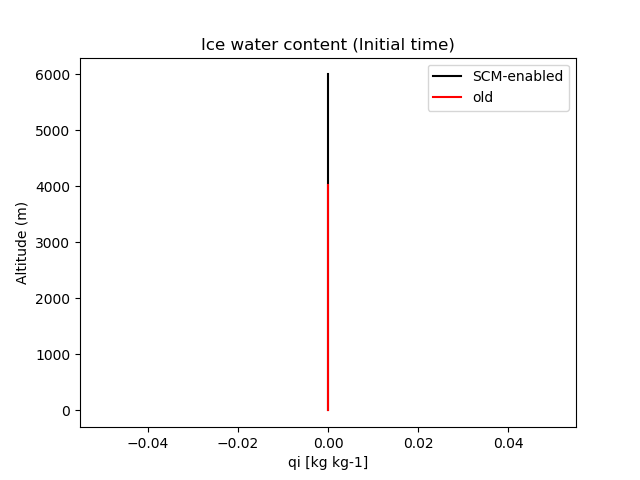 Ice water content (Initial time)
SCM-enabled
old
6000
5000
4000
3000
2000
1000
0
Altitude (m)
−0.04 −0.02 0.00 0.02 0.04
qi [kg kg-1]